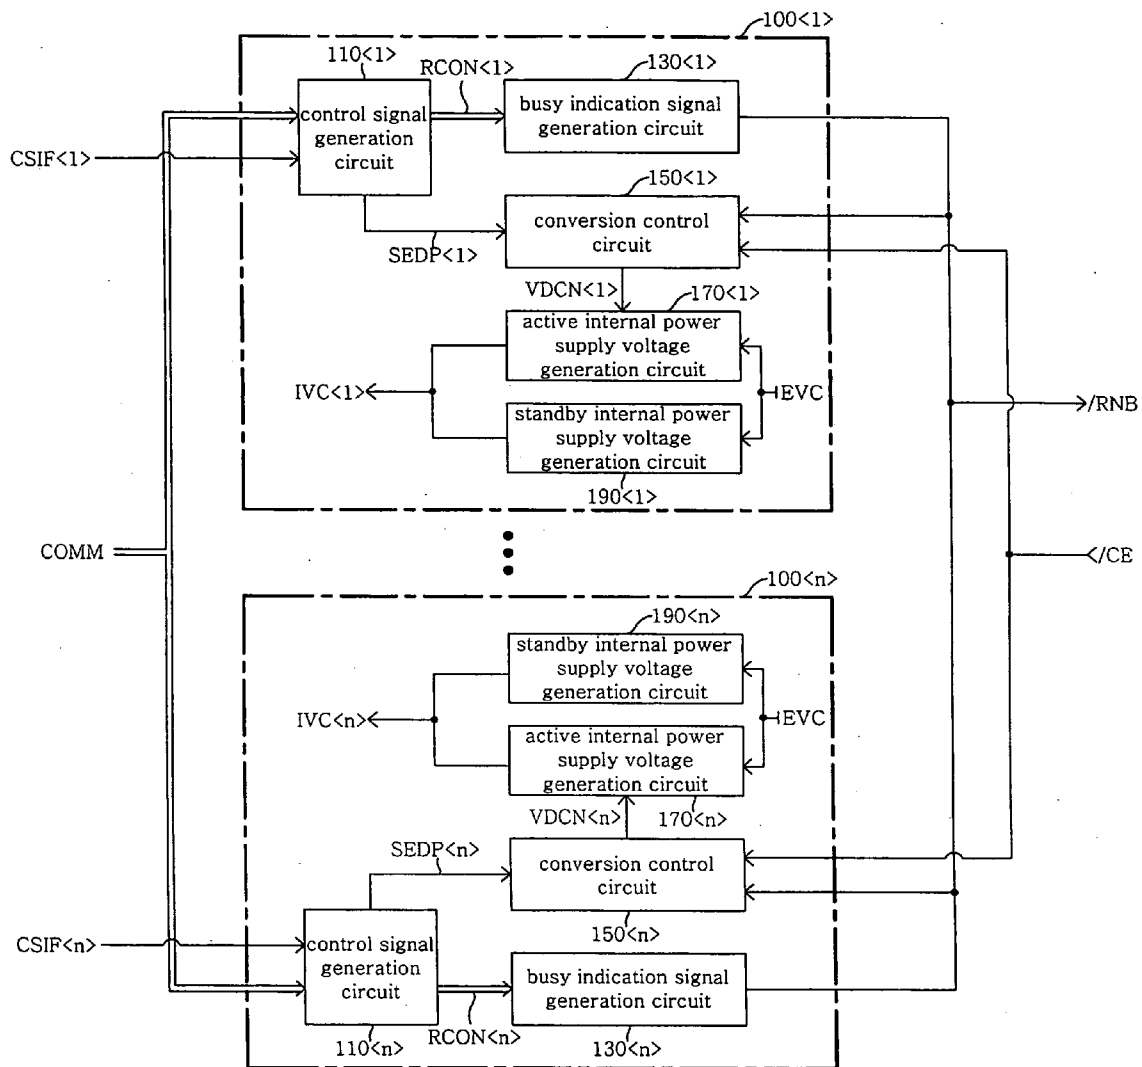 100<1>
110<1>
RCON<1>
130<1>
control signal
generation
circuit
busy indication signal
generation circuit
CSIF<1>
150<1>
conversion control
circuit
SEDP<1>
VDCN<1>
170<1>
active internal power
supply voltage
generation circuit
IVC<1>
EVC
/RNB
standby internal power
supply voltage
generation circuit
190<1>
COMM
/CE
100<n>
190<n>
standby internal power
supply voltage
generation circuit
IVC<n>
EVC
active internal power
supply voltage
generation circuit
VDCN<n>
170<n>
SEDP<n>
conversion control
circuit
150<n>
CSIF<n>
control signal
generation
circuit
busy indication signal
generation circuit
110<n>
RCON<n>
130<n>